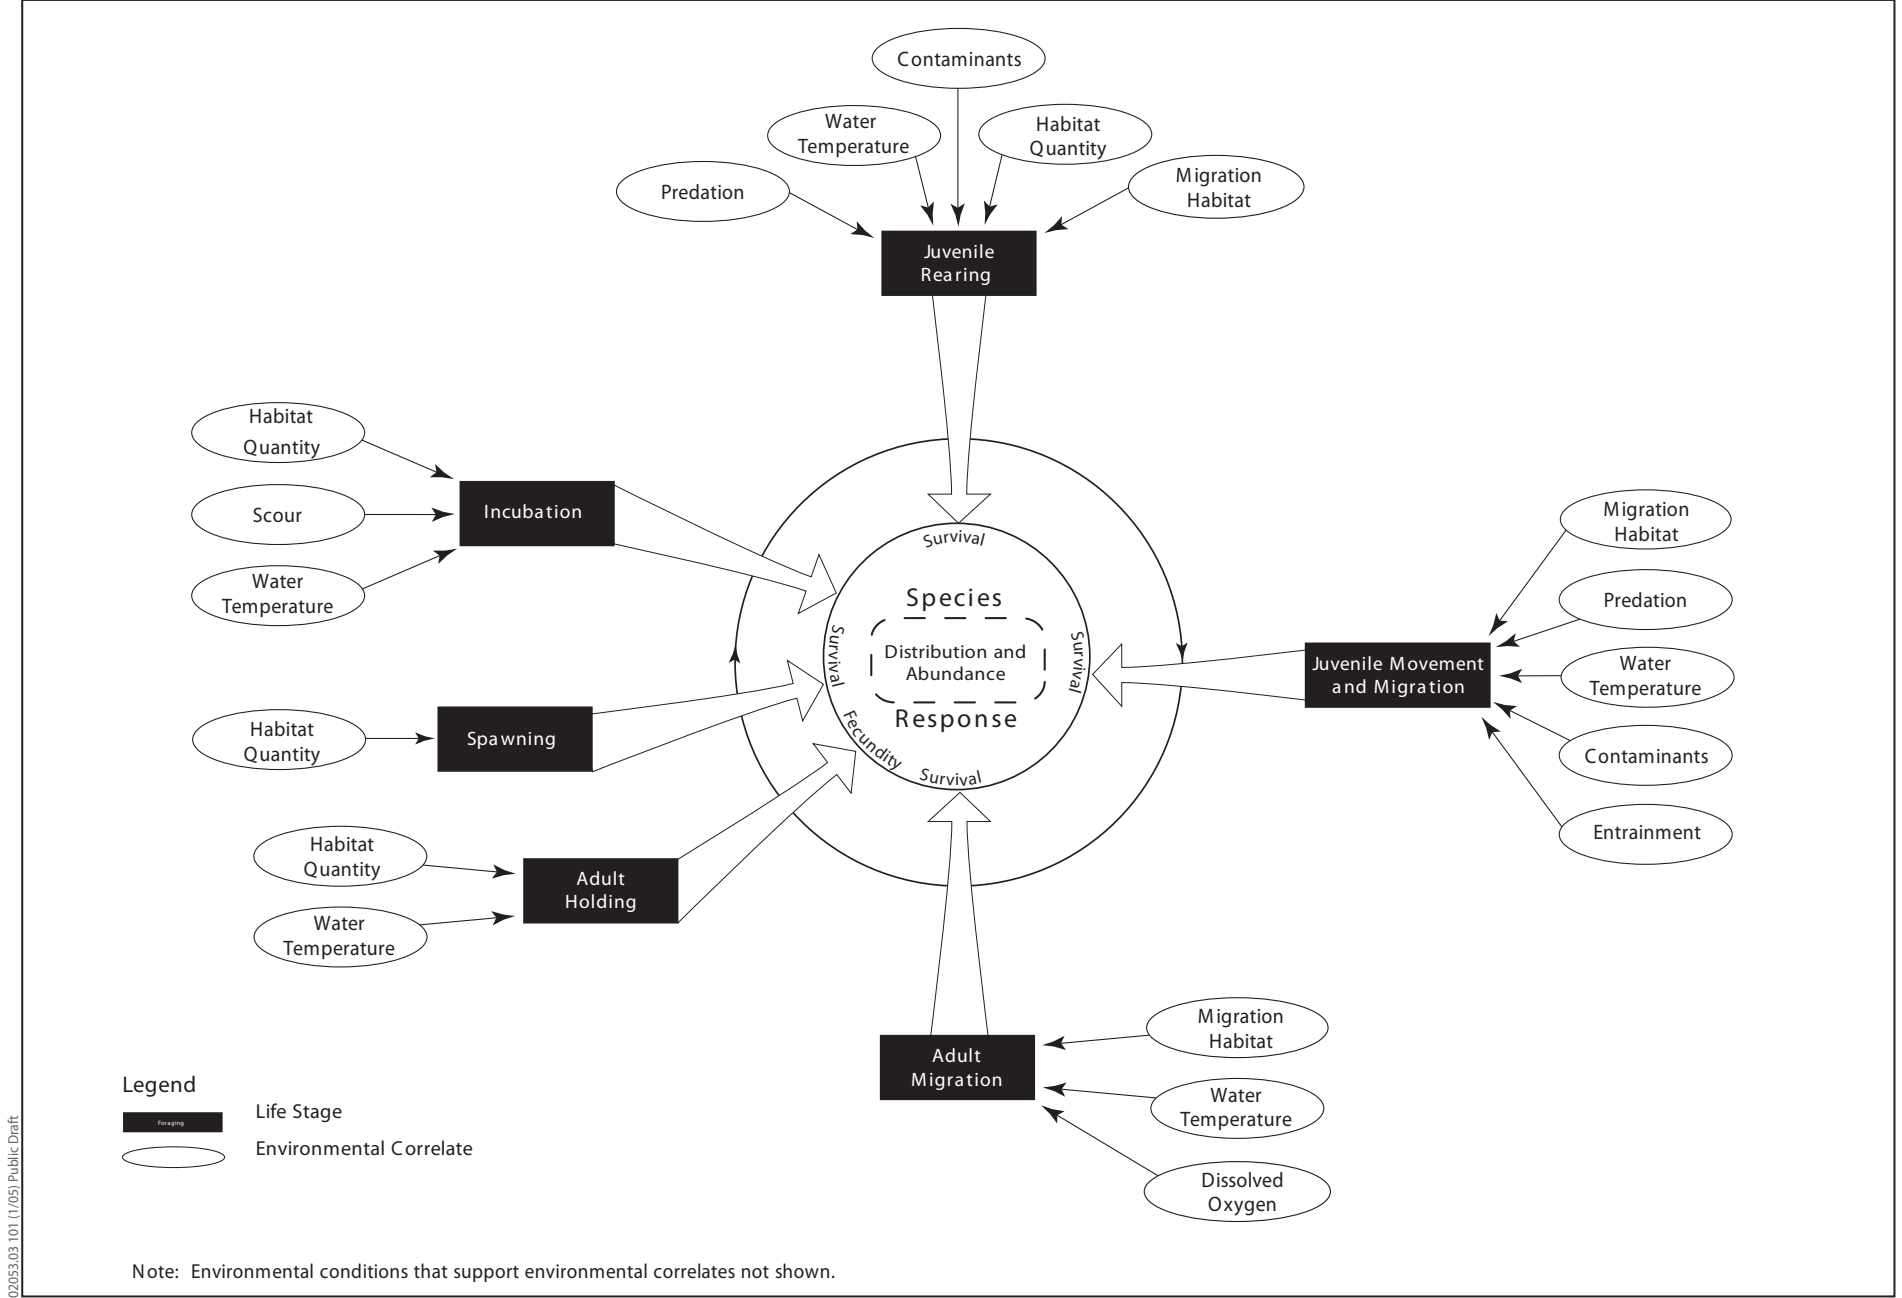 Contaminants
Water
Temperature
Habitat
Quantity
Predation
Migration
Habitat
Juvenile
Rearing
Habitat
Quantity
Scour
Water
Temperature
Incubation
Habitat
Quantity
Spawning
Habitat
Quantity
Water
Temperature
Adult
Holding
Survival
Survival
Fecundity
Survival
Survival
Species
Distribution and
Abundance
Response
Juvenile Movement
and Migration
Migration
Habitat
Predation
Water
Temperature
Contaminants
Entrainment
Adult
Migration
Migration
Habitat
Water
Temperature
Dissolved
Oxygen
Legend
Foraging
Life Stage
Environmental Correlate
Note: Environmental conditions that support environmental correlates not shown.
02053.03 101 (1/05) Public Draft